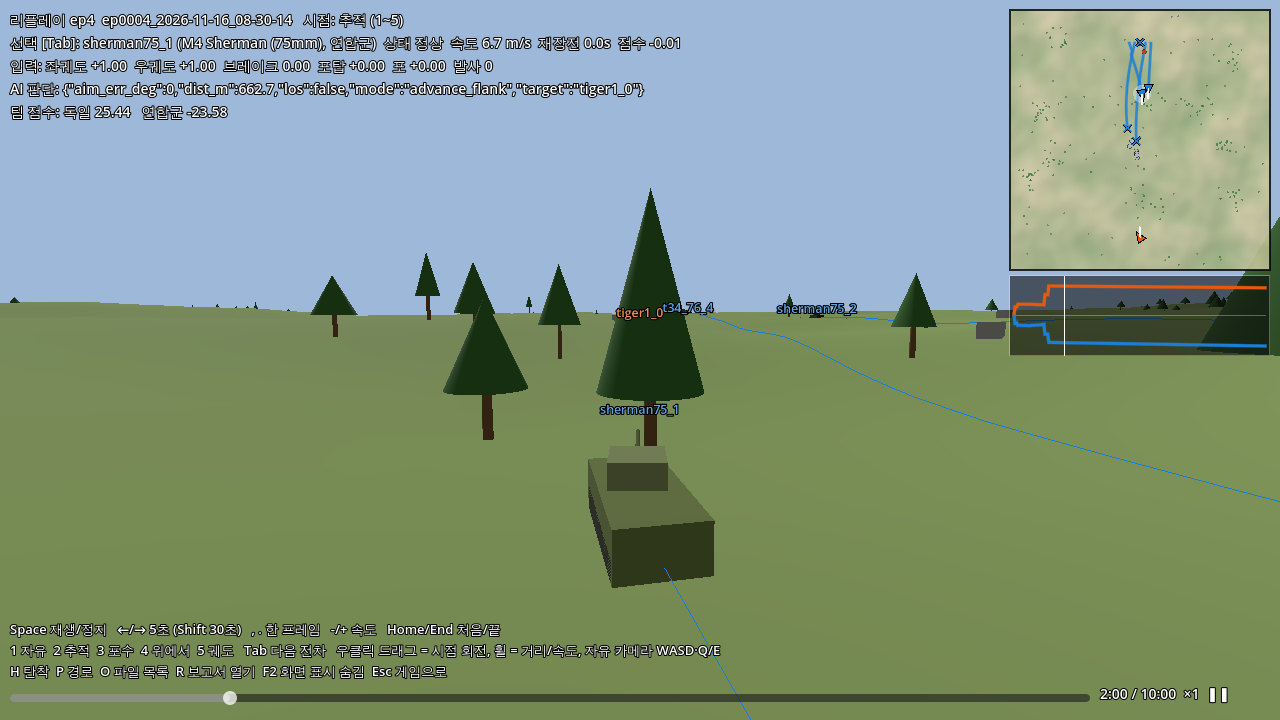 리플레이 ep4  ep0004_2026-11-16_08-30-14   시점: 추적 (1~5)
선택 [Tab]: sherman75_1 (M4 Sherman (75mm), 연합군)  상태 정상  속도 6.7 m/s  재장전 0.0s  점수 -0.01
입력: 좌궤도 +1.00  우궤도 +1.00  브레이크 0.00  포탑 +0.00  포 +0.00  발사 0
AI 판단: {"aim_err_deg":0,"dist_m":662.7,"los":false,"mode":"advance_flank","target":"tiger1_0"}
팀 점수: 독일 25.44   연합군 -23.58
tiger1_0
t34_76_4
sherman75_2
sherman75_1
Space 재생/정지   ←/→ 5초 (Shift 30초)   , . 한 프레임   -/+ 속도   Home/End 처음/끝
1 자유  2 추적  3 포수  4 위에서  5 궤도   Tab 다음 전차   우클릭 드래그 = 시점 회전, 휠 = 거리/속도, 자유 카메라 WASD·Q/E
H 탄착  P 경로  O 파일 목록  R 보고서 열기  F2 화면 표시 숨김  Esc 게임으로
2:00 / 10:00  ×1